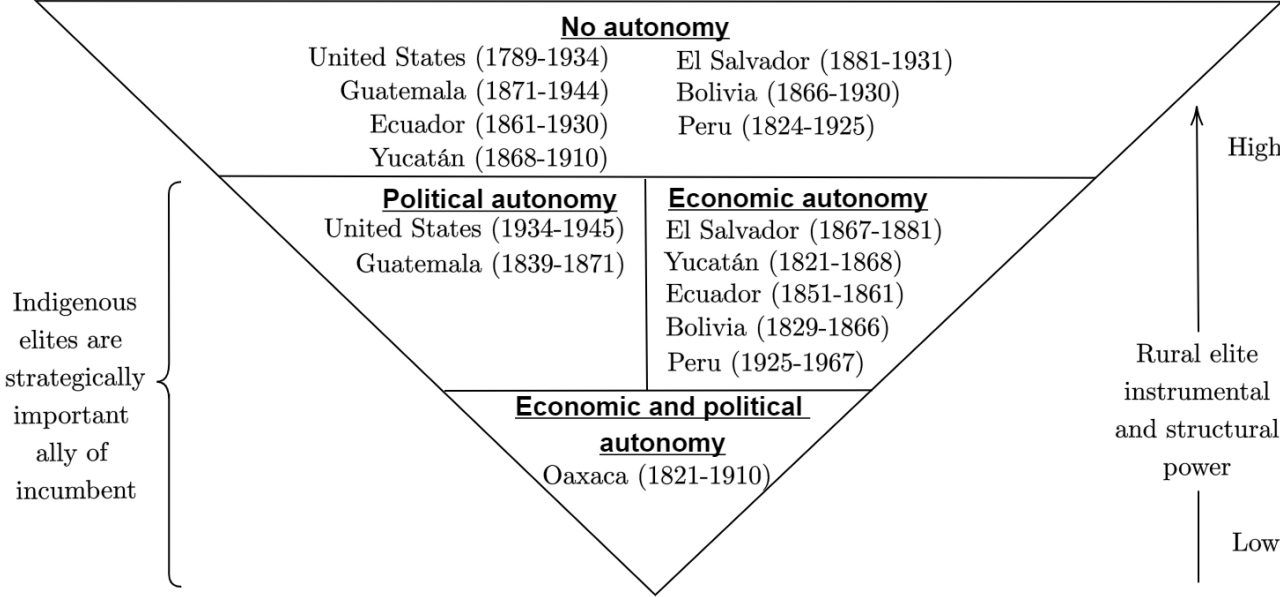 No autonomy
United States (1789-1934)
Guatemala (1871-1944)
Ecuador (1861-1930)
Yucatán (1868-1910)
El Salvador (1881-1931)
Bolivia (1866-1930)
Peru (1824-1925)
Political autonomy
United States (1934-1945)
Guatemala (1839-1871)
Economic autonomy
El Salvador (1867-1881)
Yucatán (1821-1868)
Ecuador (1851-1861)
Bolivia (1829-1866)
Peru (1925-1967)
Economic and political
autonomy
Oaxaca (1821-1910)
Indigenous
elites are
strategically
important
ally of
incumbent
High
Rural elite
instrumental
and structural
power
Low